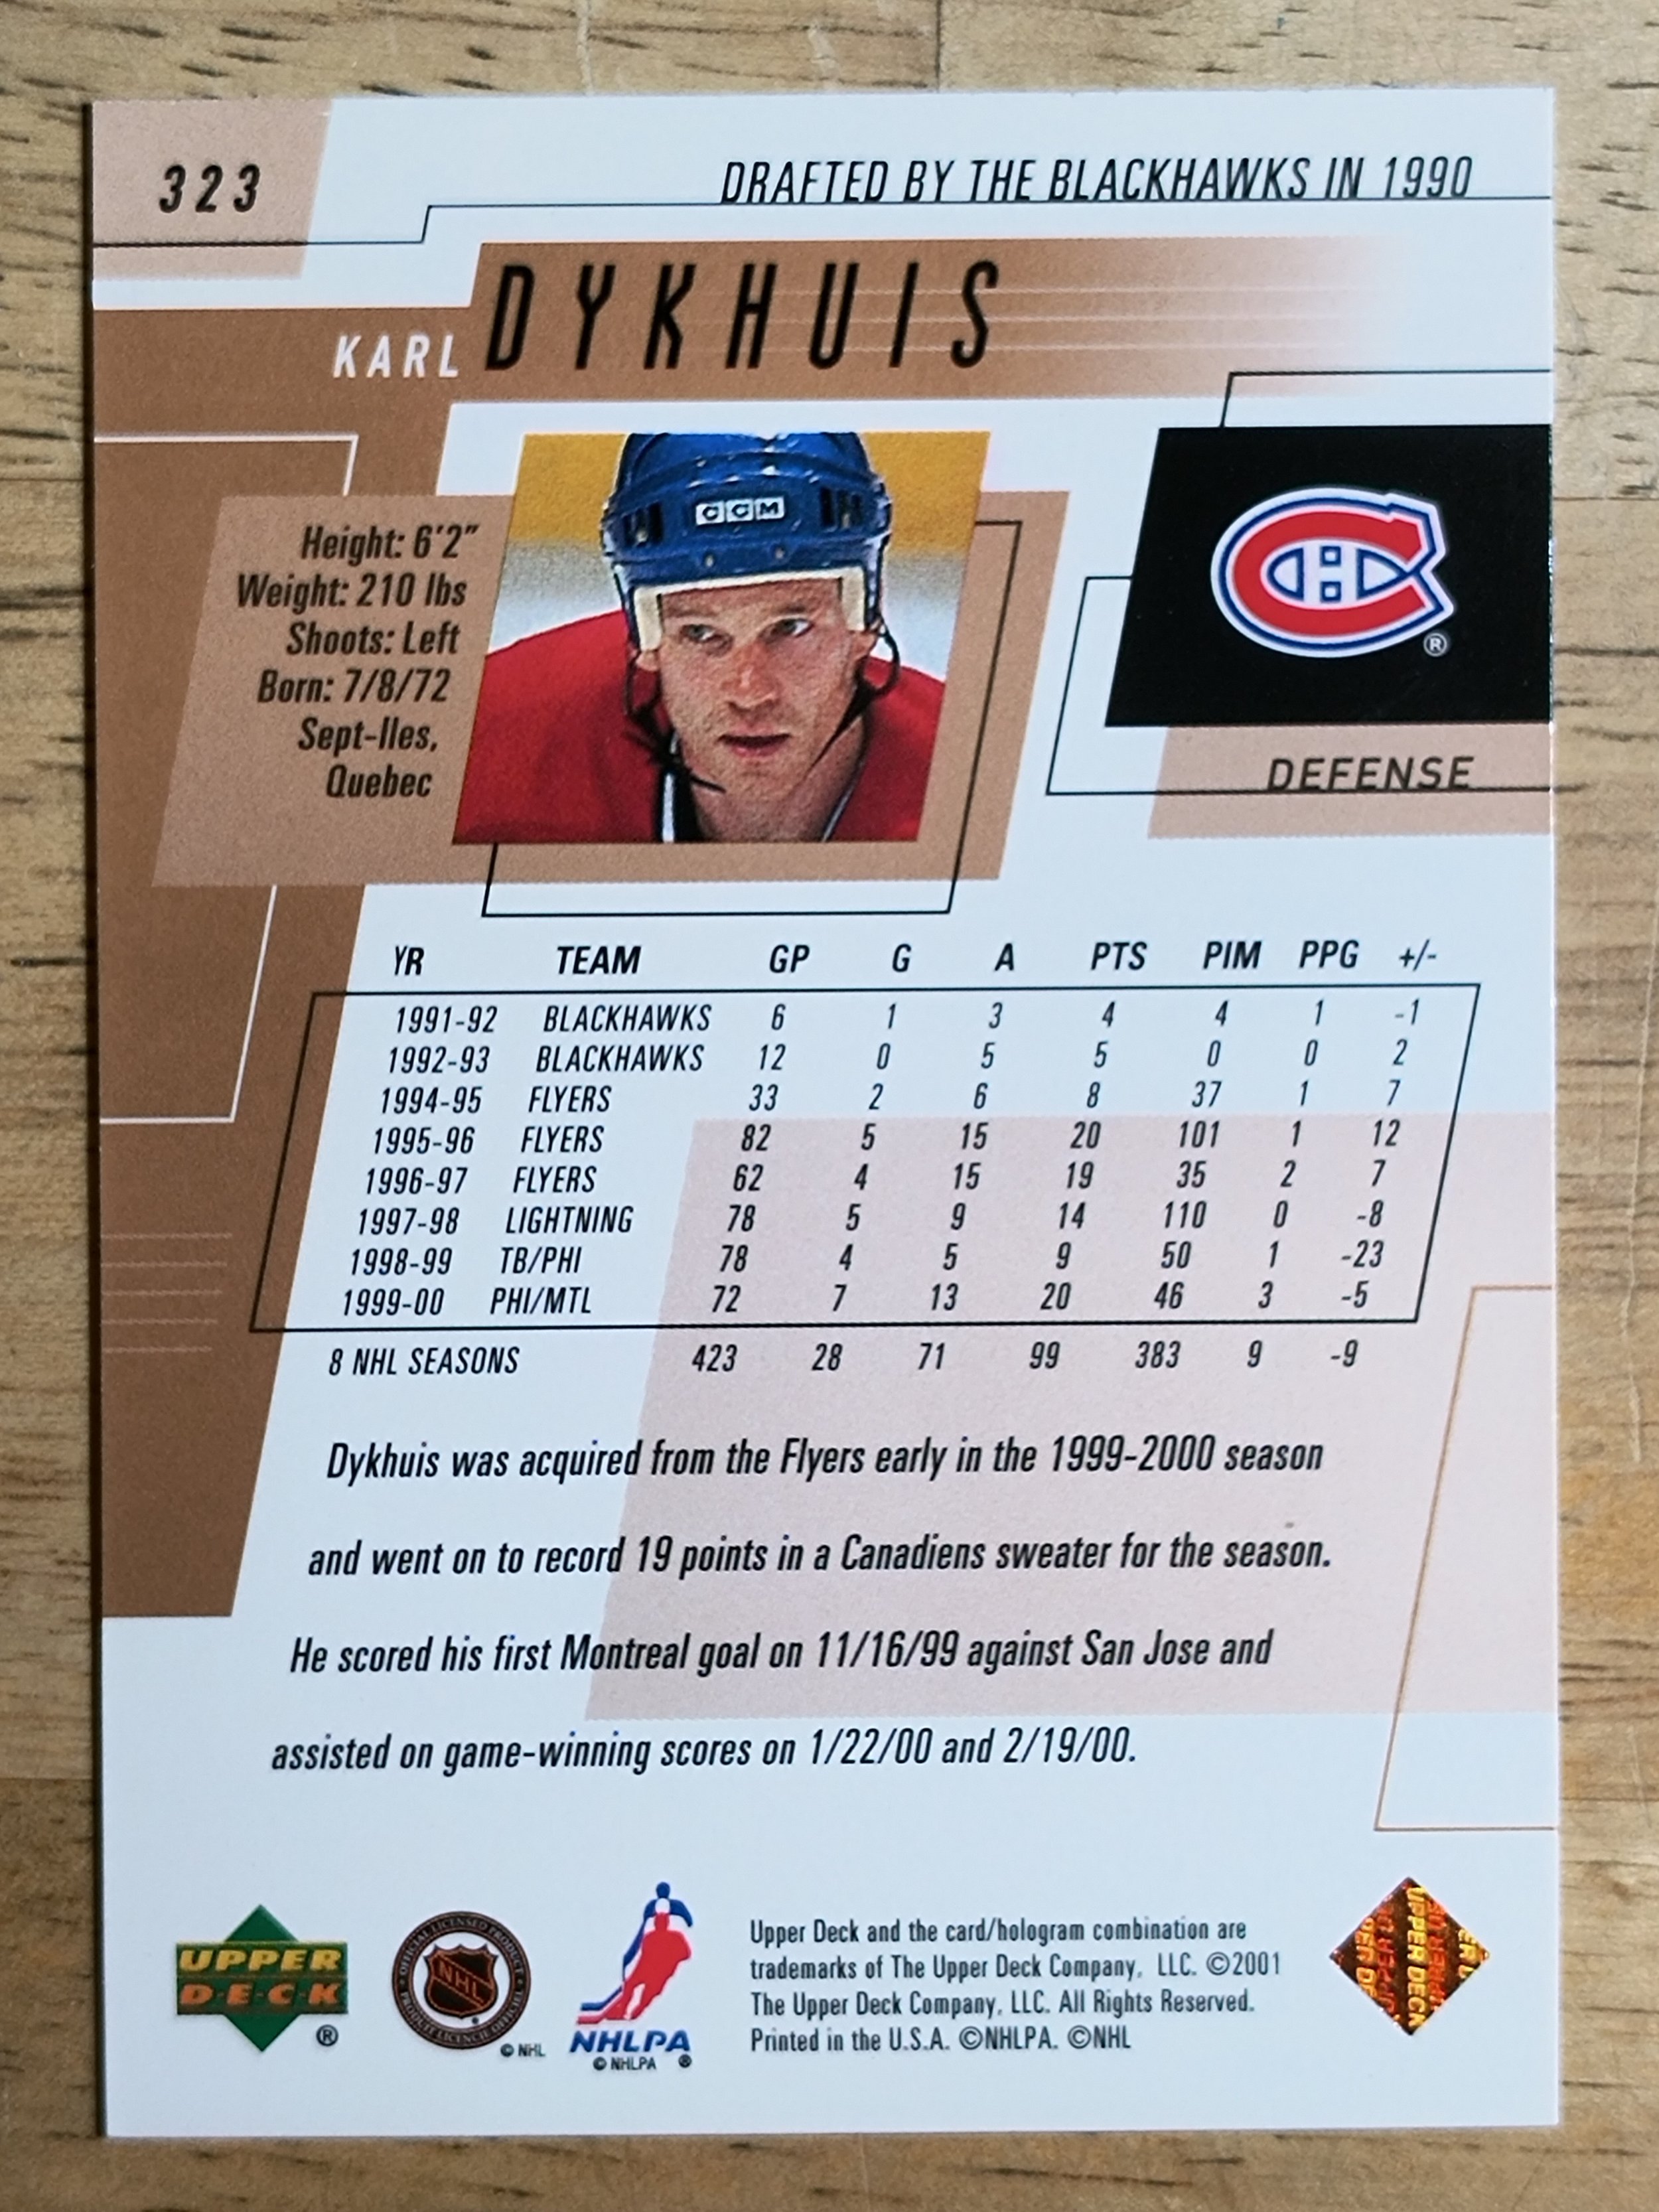 323
DRAFTED BY THE BLACKHAWKS IN 1990
KARL DYKHUIS
Height: 6'2"
Weight: 210 lbs
Shoots: Left
Born: 7/8/72
Sept-Iles,
Quebec
CCM
®
DEFENSE
YR TEAM GP G A PTS PIM PPG +/-
1991-92 BLACKHAWKS 6 1 3 4 4 1 -1
1992-93 BLACKHAWKS 12 0 5 5 0 0 2
1994-95 FLYERS 33 2 6 8 37 1 7
1995-96 FLYERS 82 5 15 20 101 1 12
1996-97 FLYERS 62 4 15 19 35 2 7
1997-98 LIGHTNING 78 5 9 14 110 0 -8
1998-99 TB/PHI 78 4 5 9 50 1 -23
1999-00 PHI/MTL 72 7 13 20 46 3 -5
8 NHL SEASONS 423 28 71 99 383 9 -9
Dykhuis was acquired from the Flyers early in the 1999-2000 season
and went on to record 19 points in a Canadiens sweater for the season.
He scored his first Montreal goal on 11/16/99 against San Jose and
assisted on game-winning scores on 1/22/00 and 2/19/00.
UPPER
DECK
®
OFFICIAL LICENSED PRODUCT
NHL
PRODUIT LICENCIÉ OFFICIEL
© NHL
NHLPA
© NHLPA ®
Upper Deck and the card/hologram combination are
trademarks of The Upper Deck Company, LLC. ©2001
The Upper Deck Company, LLC. All Rights Reserved.
Printed in the U.S.A. ©NHLPA. ©NHL
UPPER DECK